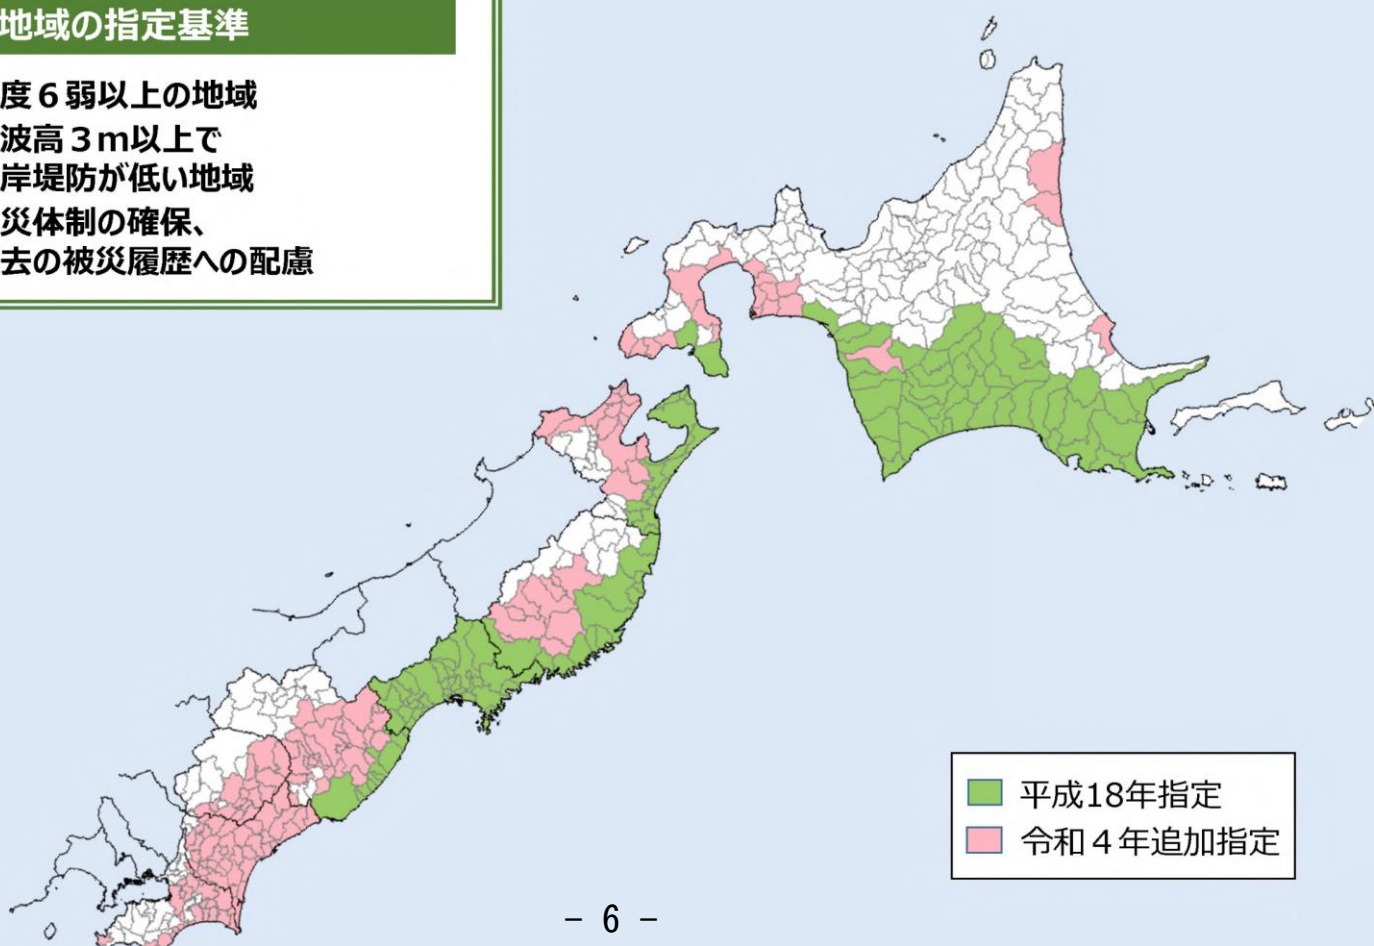 地域の指定基準
度６弱以上の地域
波高３ｍ以上で
岸堤防が低い地域
災体制の確保、
去の被災履歴への配慮
平成18年指定
令和４年追加指定
- 6 -